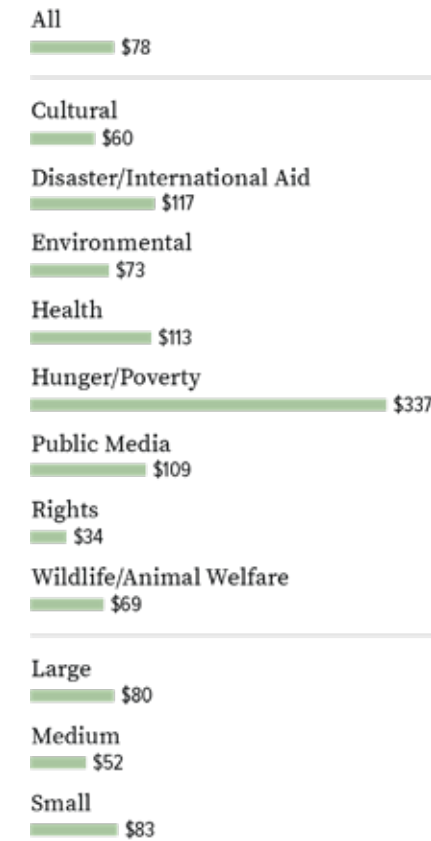 All
$78
Cultural
$60
Disaster/International Aid
$117
Environmental
$73
Health
$113
Hunger/Poverty
$337
Public Media
$109
Rights
$34
Wildlife/Animal Welfare
$69
Large
$80
Medium
$52
Small
$83